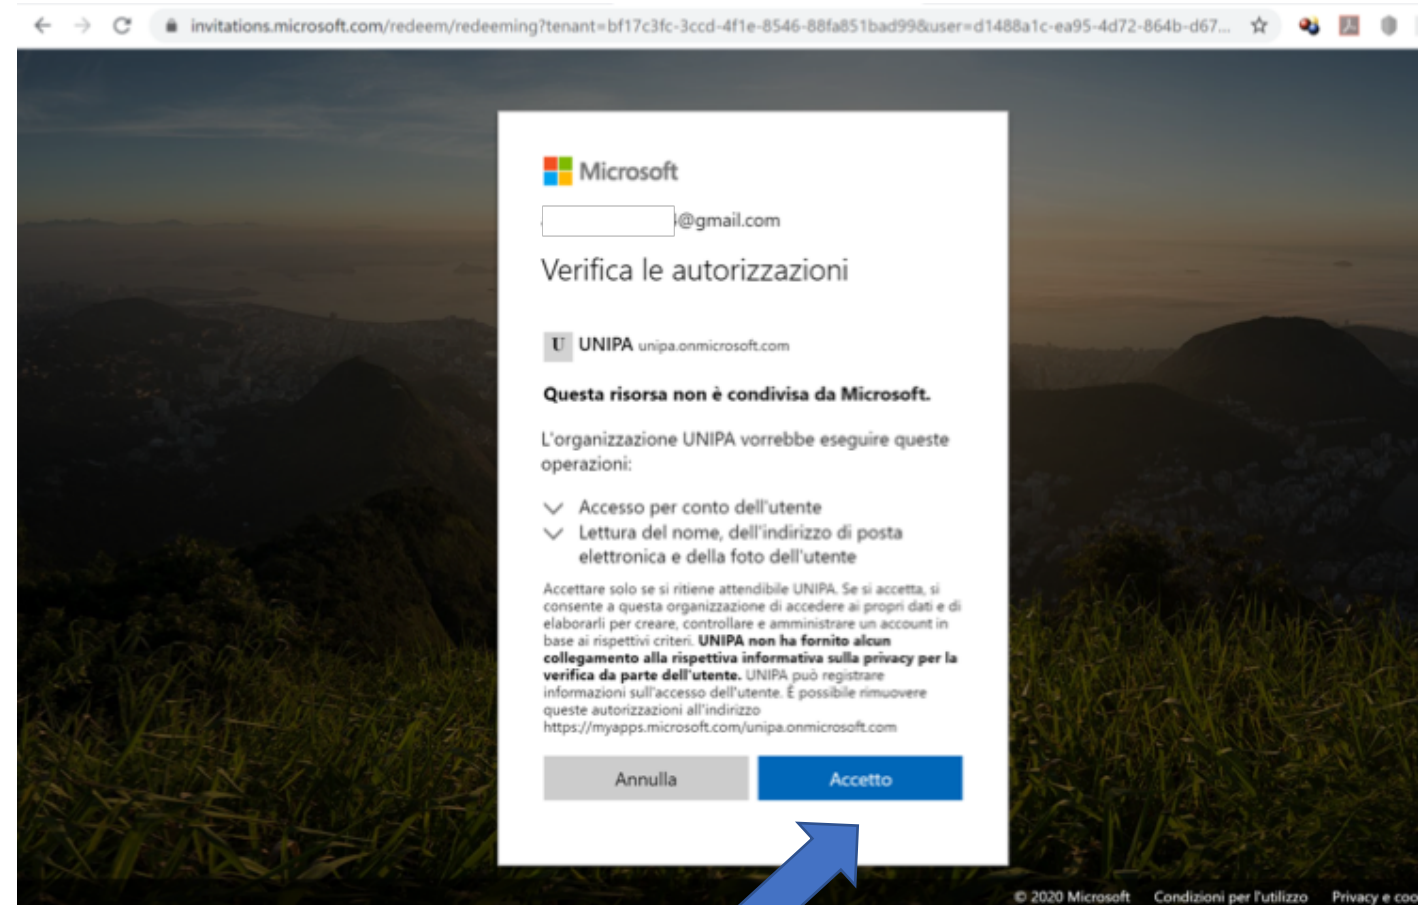 invitations.microsoft.com/redeem/redeeming?tenant=bf17c3fc-3ccd-4f1e-8546-88fa851bad99&user=d1488a1c-ea95-4d72-864b-d67...
Microsoft
@gmail.com
Verifica le autorizzazioni
U UNIPA unipa.onmicrosoft.com
Questa risorsa non è condivisa da Microsoft.
L'organizzazione UNIPA vorrebbe eseguire queste
operazioni:
Accesso per conto dell'utente
Lettura del nome, dell'indirizzo di posta
elettronica e della foto dell'utente
Accettare solo se si ritiene attendibile UNIPA. Se si accetta, si
consente a questa organizzazione di accedere ai propri dati e di
elaborarli per creare, controllare e amministrare un account in
base ai rispettivi criteri. UNIPA non ha fornito alcun
collegamento alla rispettiva informativa sulla privacy per la
verifica da parte dell'utente. UNIPA può registrare
informazioni sull'accesso dell'utente. È possibile rimuovere
queste autorizzazioni all'indirizzo
https://myapps.microsoft.com/unipa.onmicrosoft.com
Annulla Accetto
© 2020 Microsoft Condizioni per l'utilizzo Privacy e coo